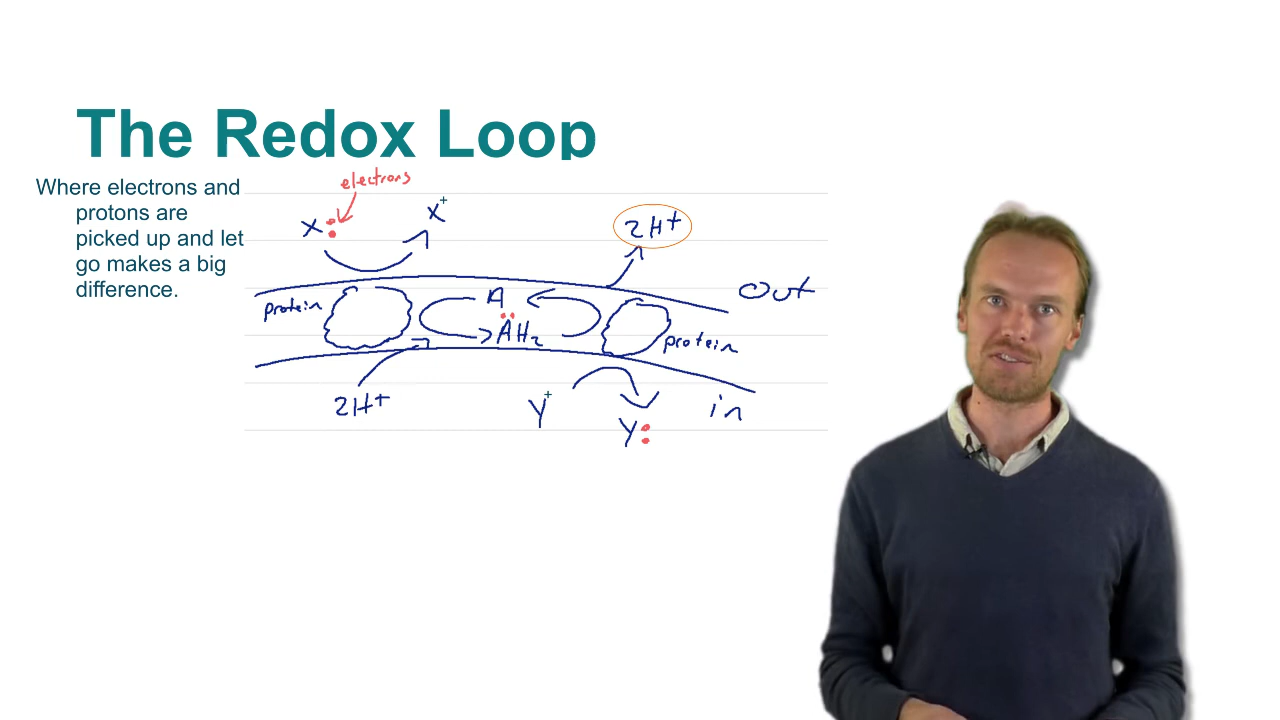 The Redox Loop
Where electrons and
protons are
picked up and let
go makes a big
difference.
electrons
X:
X+
2H+
Out
protein
A
AH2
protein
2H+
Y+
Y:
in